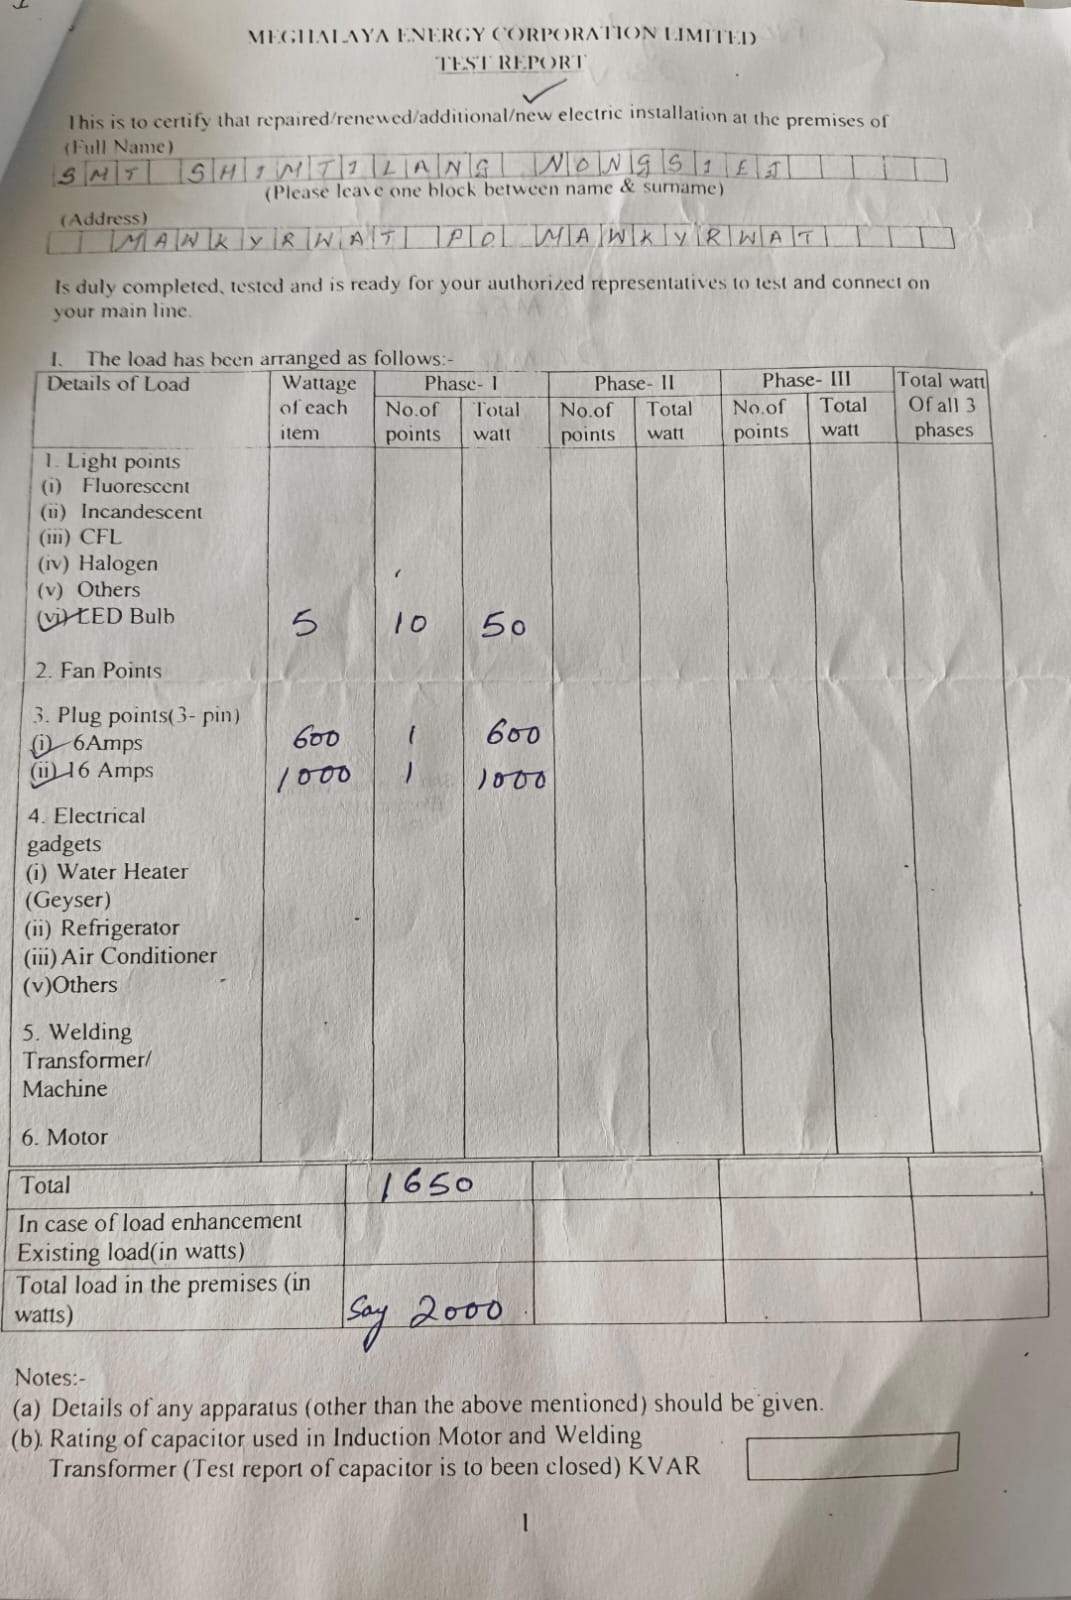 MEGHALAYA ENERGY CORPORATION LIMITED
TEST REPORT
This is to certify that repaired/renewed/additional/new electric installation at the premises of
(Full Name)
SMT SHIMTILANG NONGSIEJ
(Please leave one block between name & surname)
(Address)
MAWKYRWAT PO MAWKYRWAT
Is duly completed, tested and is ready for your authorized representatives to test and connect on
your main line.
1. The load has been arranged as follows:-
Details of Load Wattage of each item Phase- I Phase- II Phase- III Total watt Of all 3 phases
No.of points Total watt No.of points Total watt No.of points Total watt
1. Light points
(i) Fluorescent
(ii) Incandescent
(iii) CFL
(iv) Halogen
(v) Others
(vi) LED Bulb 5 10 50
2. Fan Points
3. Plug points(3- pin)
(i) 6Amps 600 1 600
(ii) 16 Amps 1000 1 1000
4. Electrical
gadgets
(i) Water Heater
(Geyser)
(ii) Refrigerator
(iii) Air Conditioner
(v)Others
5. Welding
Transformer/
Machine
6. Motor
Total 1650
In case of load enhancement
Existing load(in watts)
Total load in the premises (in
watts) Say 2000
Notes:-
(a) Details of any apparatus (other than the above mentioned) should be given.
(b). Rating of capacitor used in Induction Motor and Welding
Transformer (Test report of capacitor is to been closed) KVAR
1